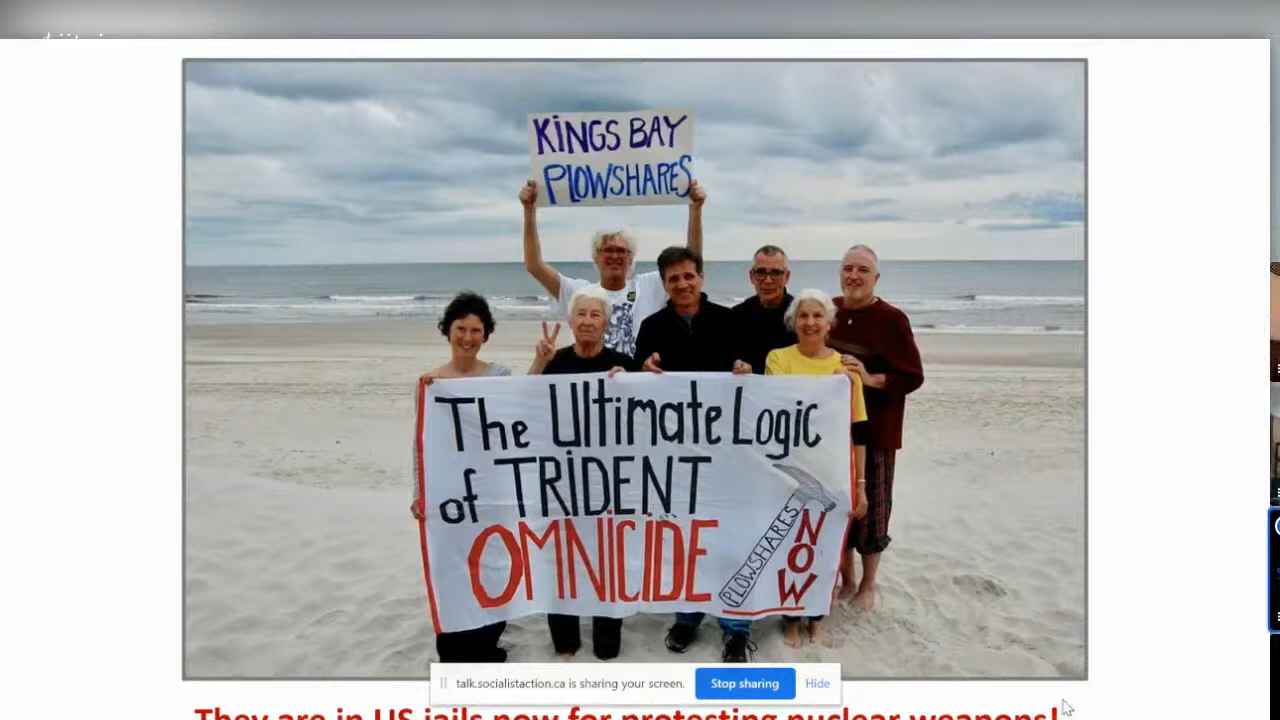 KINGS BAY
PLOWSHARES
The Ultimate Logic
of TRIDENT
OMNICIDE
PLOWSHARES
NOW
talk.socialistaction.ca is sharing your screen.
Stop sharing
Hide
They are in US jails now for protesting nuclear weapons!